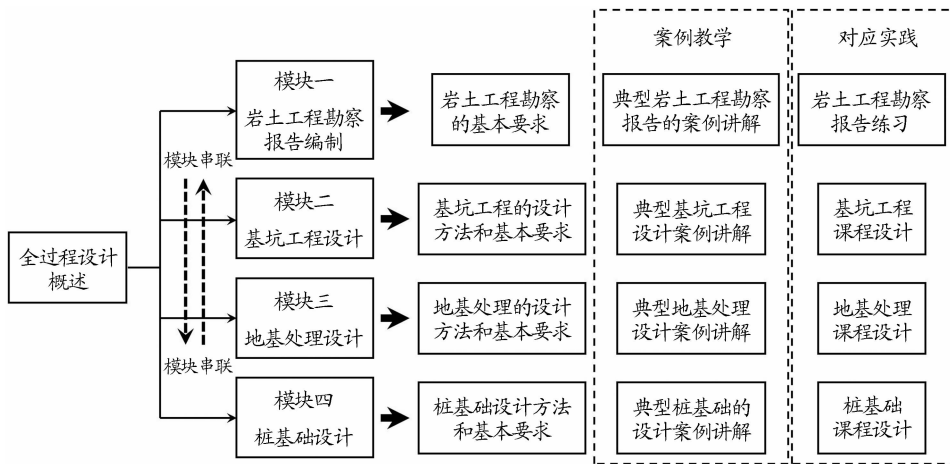 案例教学
对应实践
模块一
岩土工程勘察
报告编制
岩土工程勘察
的基本要求
典型岩土工程勘察
报告的案例讲解
岩土工程勘察
报告练习
模块串联
模块二
基坑工程设计
基坑工程的设计
方法和基本要求
典型基坑工程
设计案例讲解
基坑工程
课程设计
全过程设计
概述
模块三
地基处理设计
地基处理的设计
方法和基本要求
典型地基处理
设计案例讲解
地基处理
课程设计
模块串联
模块四
桩基础设计
桩基础设计方法
和基本要求
典型桩基础的
设计案例讲解
桩基础
课程设计